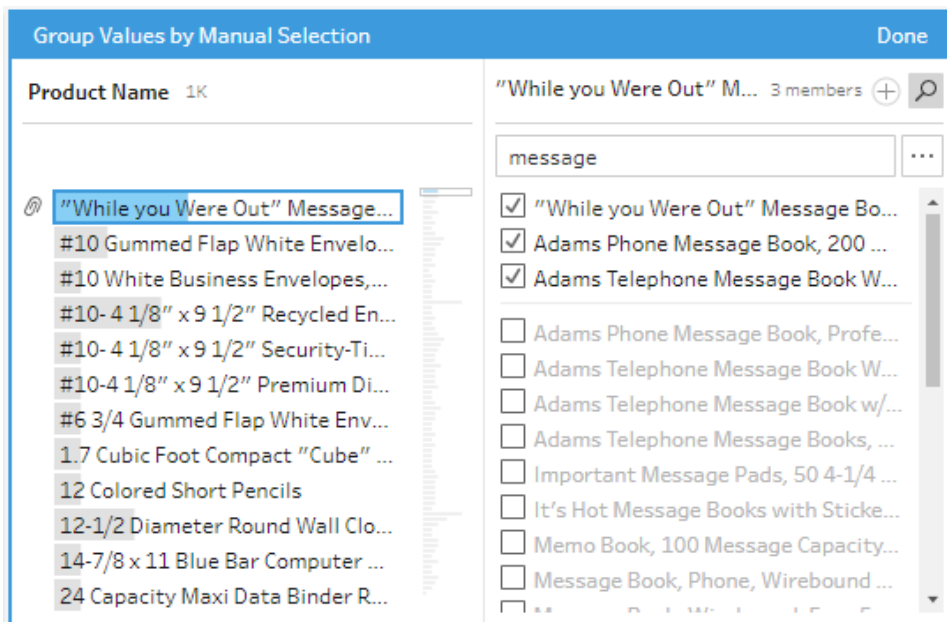 Group Values by Manual Selection Done
Product Name 1K
"While you Were Out" M... 3 members
message
...
"While you Were Out" Message...
#10 Gummed Flap White Envelo...
#10 White Business Envelopes,...
#10- 4 1/8" x 9 1/2" Recycled En...
#10- 4 1/8" x 9 1/2" Security-Ti...
#10-4 1/8" x 9 1/2" Premium Di...
#6 3/4 Gummed Flap White Env...
1.7 Cubic Foot Compact "Cube" ...
12 Colored Short Pencils
12-1/2 Diameter Round Wall Clo...
14-7/8 x 11 Blue Bar Computer ...
24 Capacity Maxi Data Binder R...
"While you Were Out" Message Bo...
Adams Phone Message Book, 200 ...
Adams Telephone Message Book W...
Adams Phone Message Book, Profe...
Adams Telephone Message Book W...
Adams Telephone Message Book w/...
Adams Telephone Message Books, ...
Important Message Pads, 50 4-1/4 ...
It's Hot Message Books with Sticke...
Memo Book, 100 Message Capacity...
Message Book, Phone, Wirebound ...